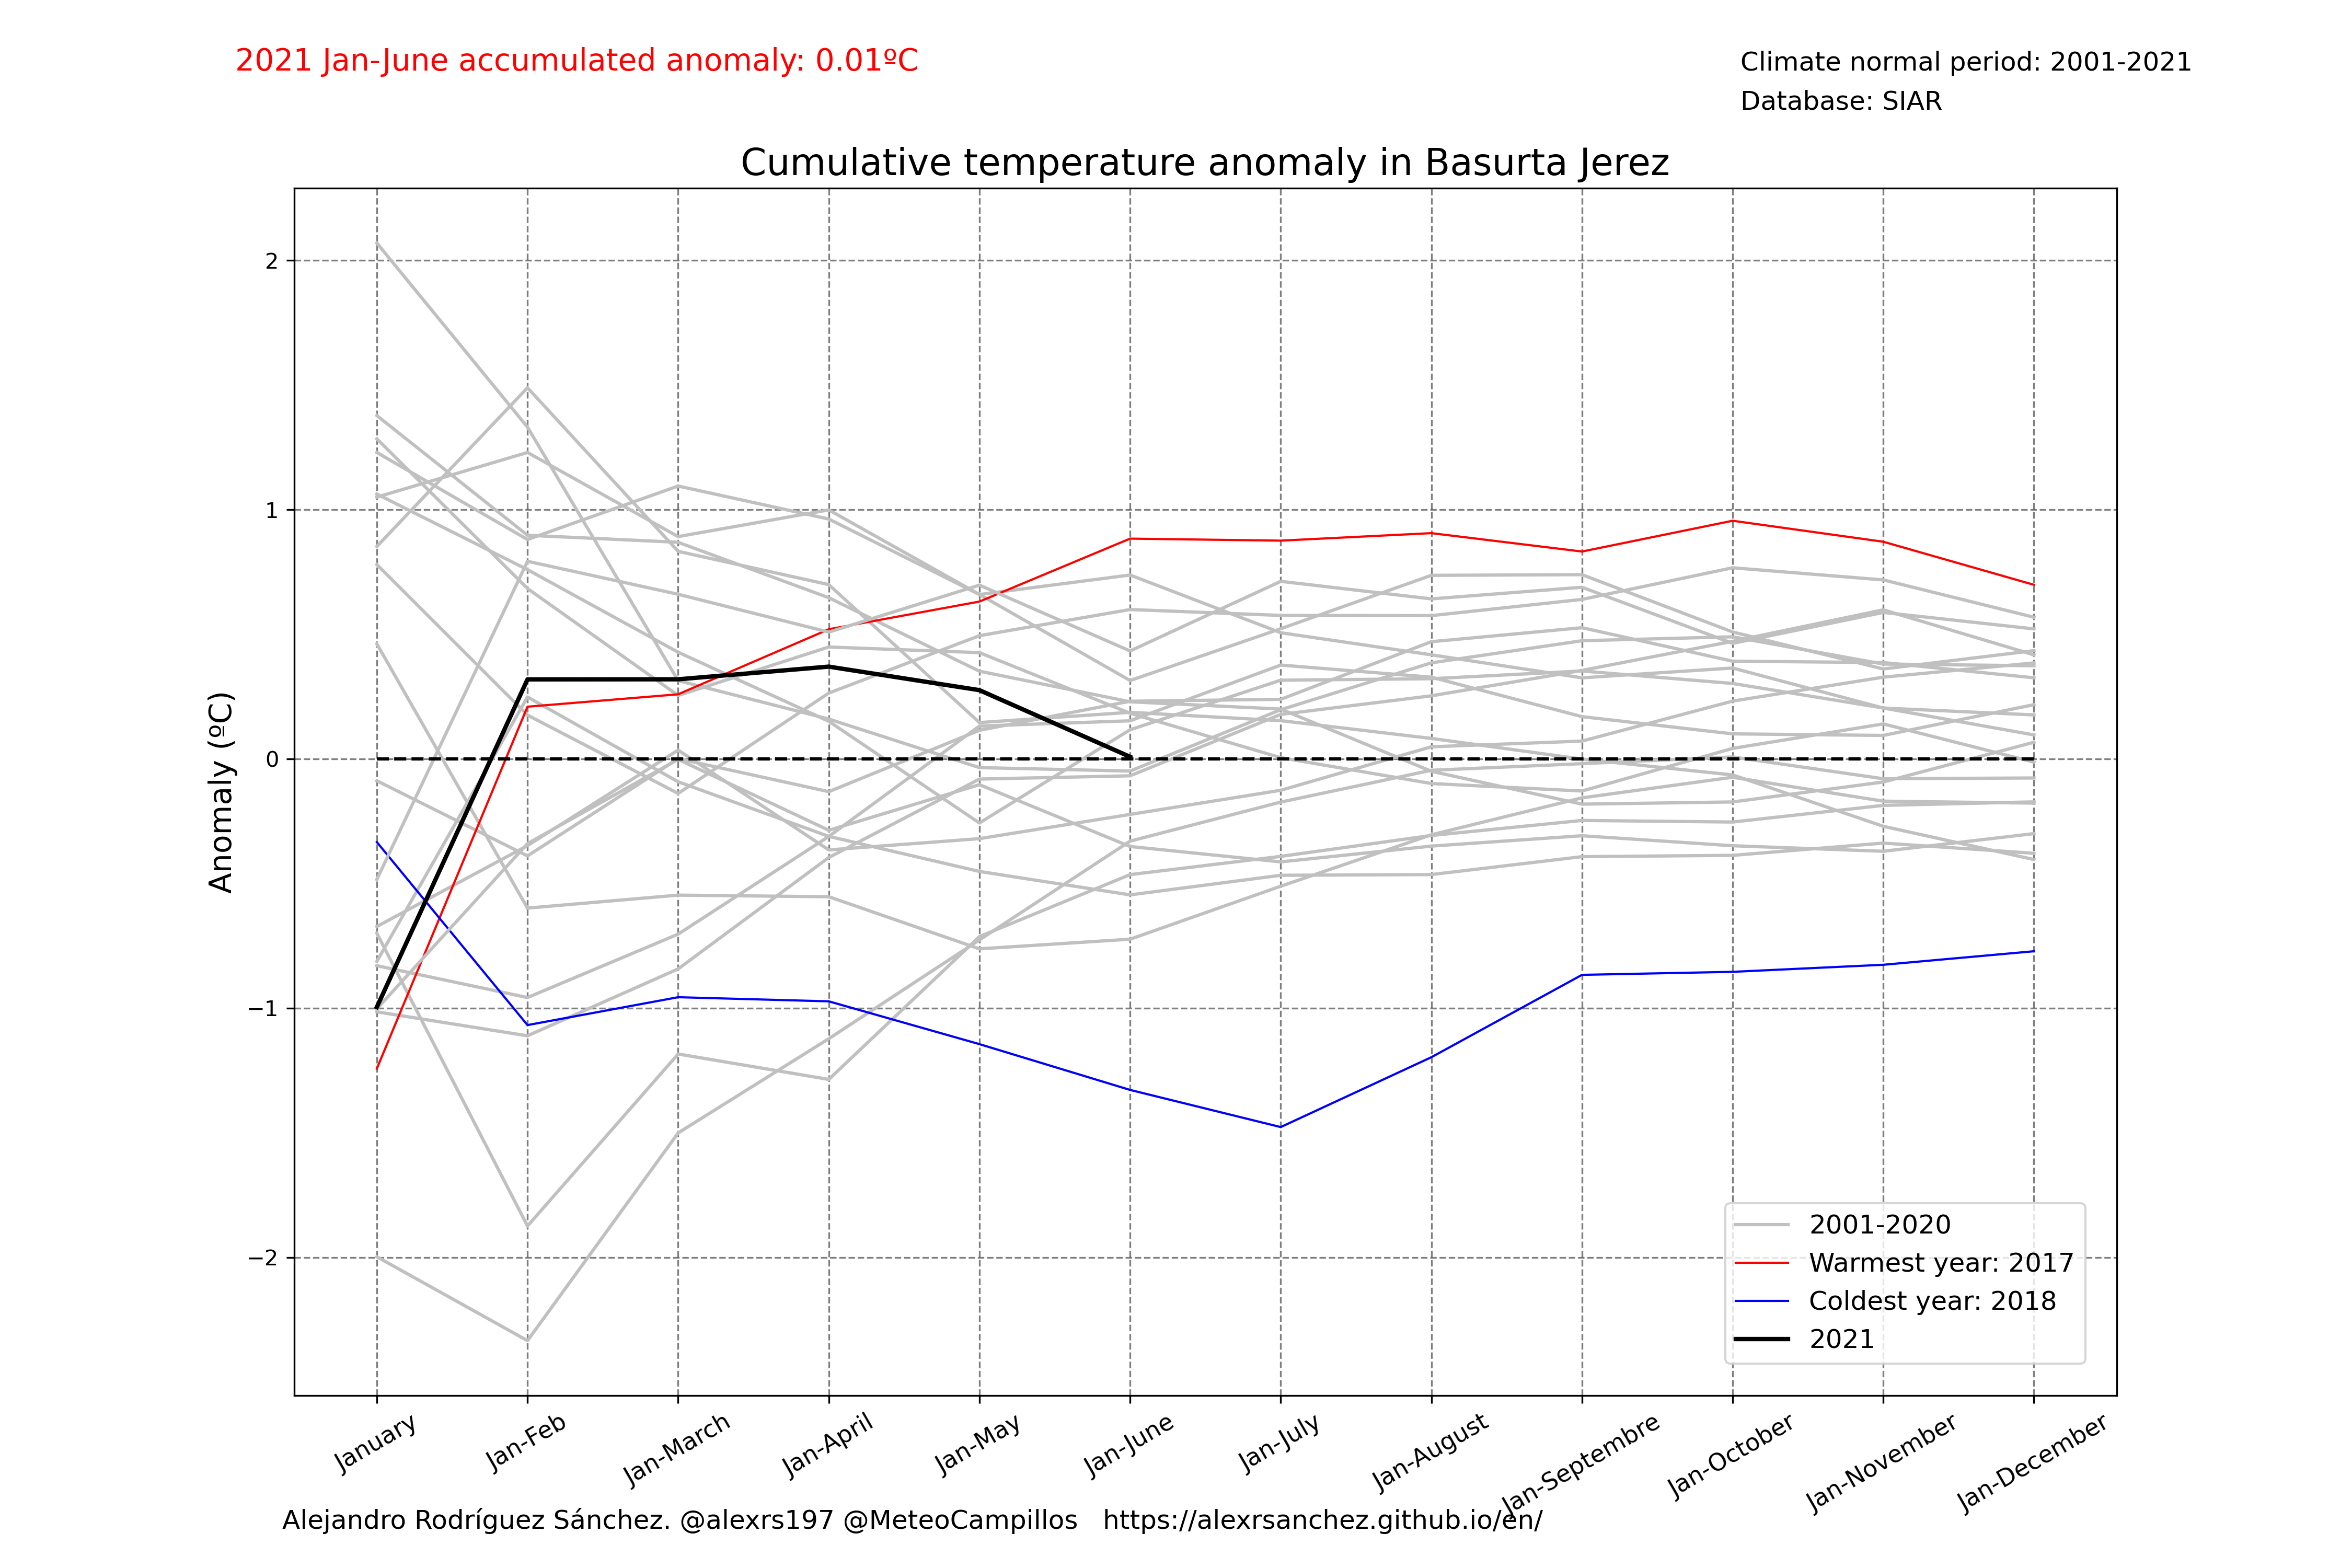 2021 Jan-June accumulated anomaly: 0.01ºC
Climate normal period: 2001-2021
Database: SIAR
Cumulative temperature anomaly in Basurta Jerez
Anomaly (ºC)
2
1
0
−1
−2
2001-2020
Warmest year: 2017
Coldest year: 2018
2021
January
Jan-Feb
Jan-March
Jan-April
Jan-May
Jan-June
Jan-July
Jan-August
Jan-Septembre
Jan-October
Jan-November
Jan-December
Alejandro Rodríguez Sánchez. @alexrs197 @MeteoCampillos https://alexrsanchez.github.io/en/